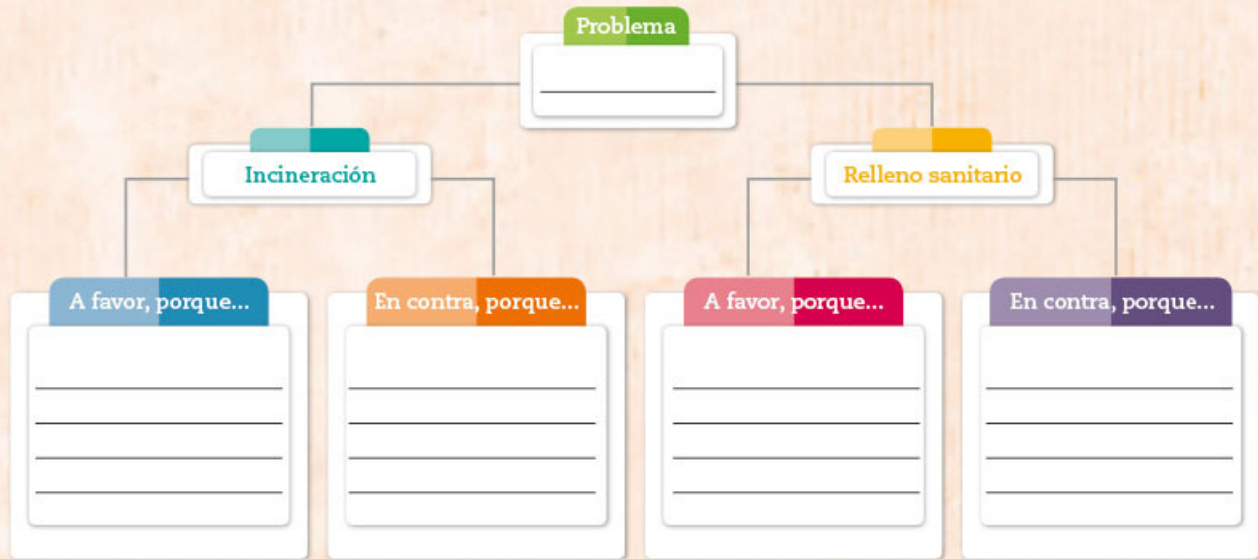 Problema
Incineración
Relleno sanitario
A favor, porque...
En contra, porque...
A favor, porque...
En contra, porque...